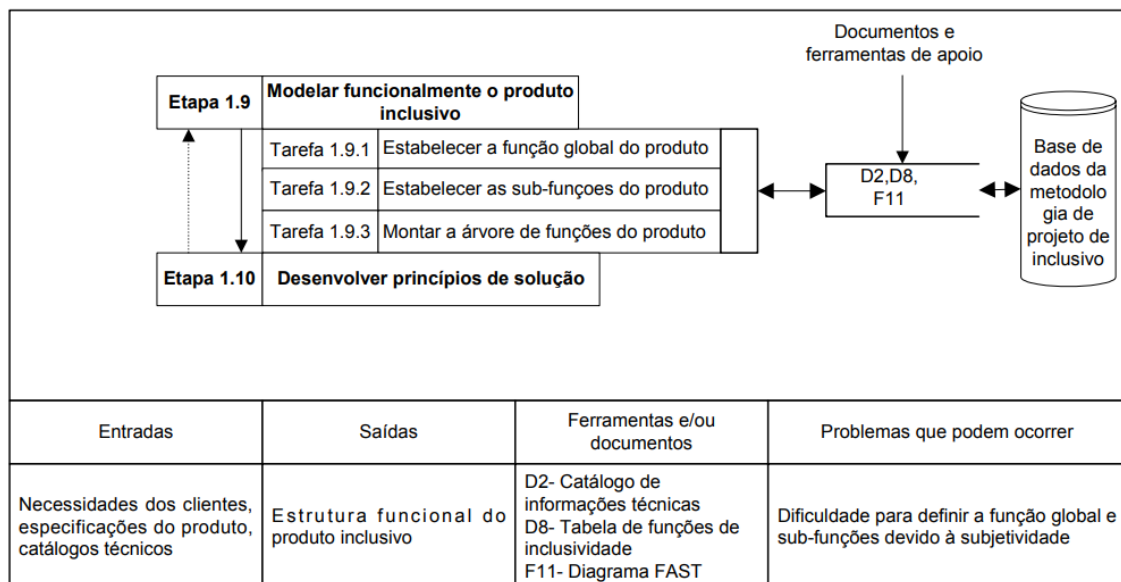 Documentos e
ferramentas de apoio
Etapa 1.9
Modelar funcionalmente o produto
inclusivo
Tarefa 1.9.1
Estabelecer a função global do produto
Tarefa 1.9.2
Estabelecer as sub-funçoes do produto
Tarefa 1.9.3
Montar a árvore de funções do produto
Etapa 1.10
Desenvolver princípios de solução
D2,D8,
F11
Base de
dados da
metodolo
gia de
projeto de
inclusivo
Entradas
Saídas
Ferramentas e/ou
documentos
Problemas que podem ocorrer
Necessidades dos clientes,
especificações do produto,
catálogos técnicos
Estrutura funcional do
produto inclusivo
D2- Catálogo de
informações técnicas
D8- Tabela de funções de
inclusividade
F11- Diagrama FAST
Dificuldade para definir a função global e
sub-funções devido à subjetividade